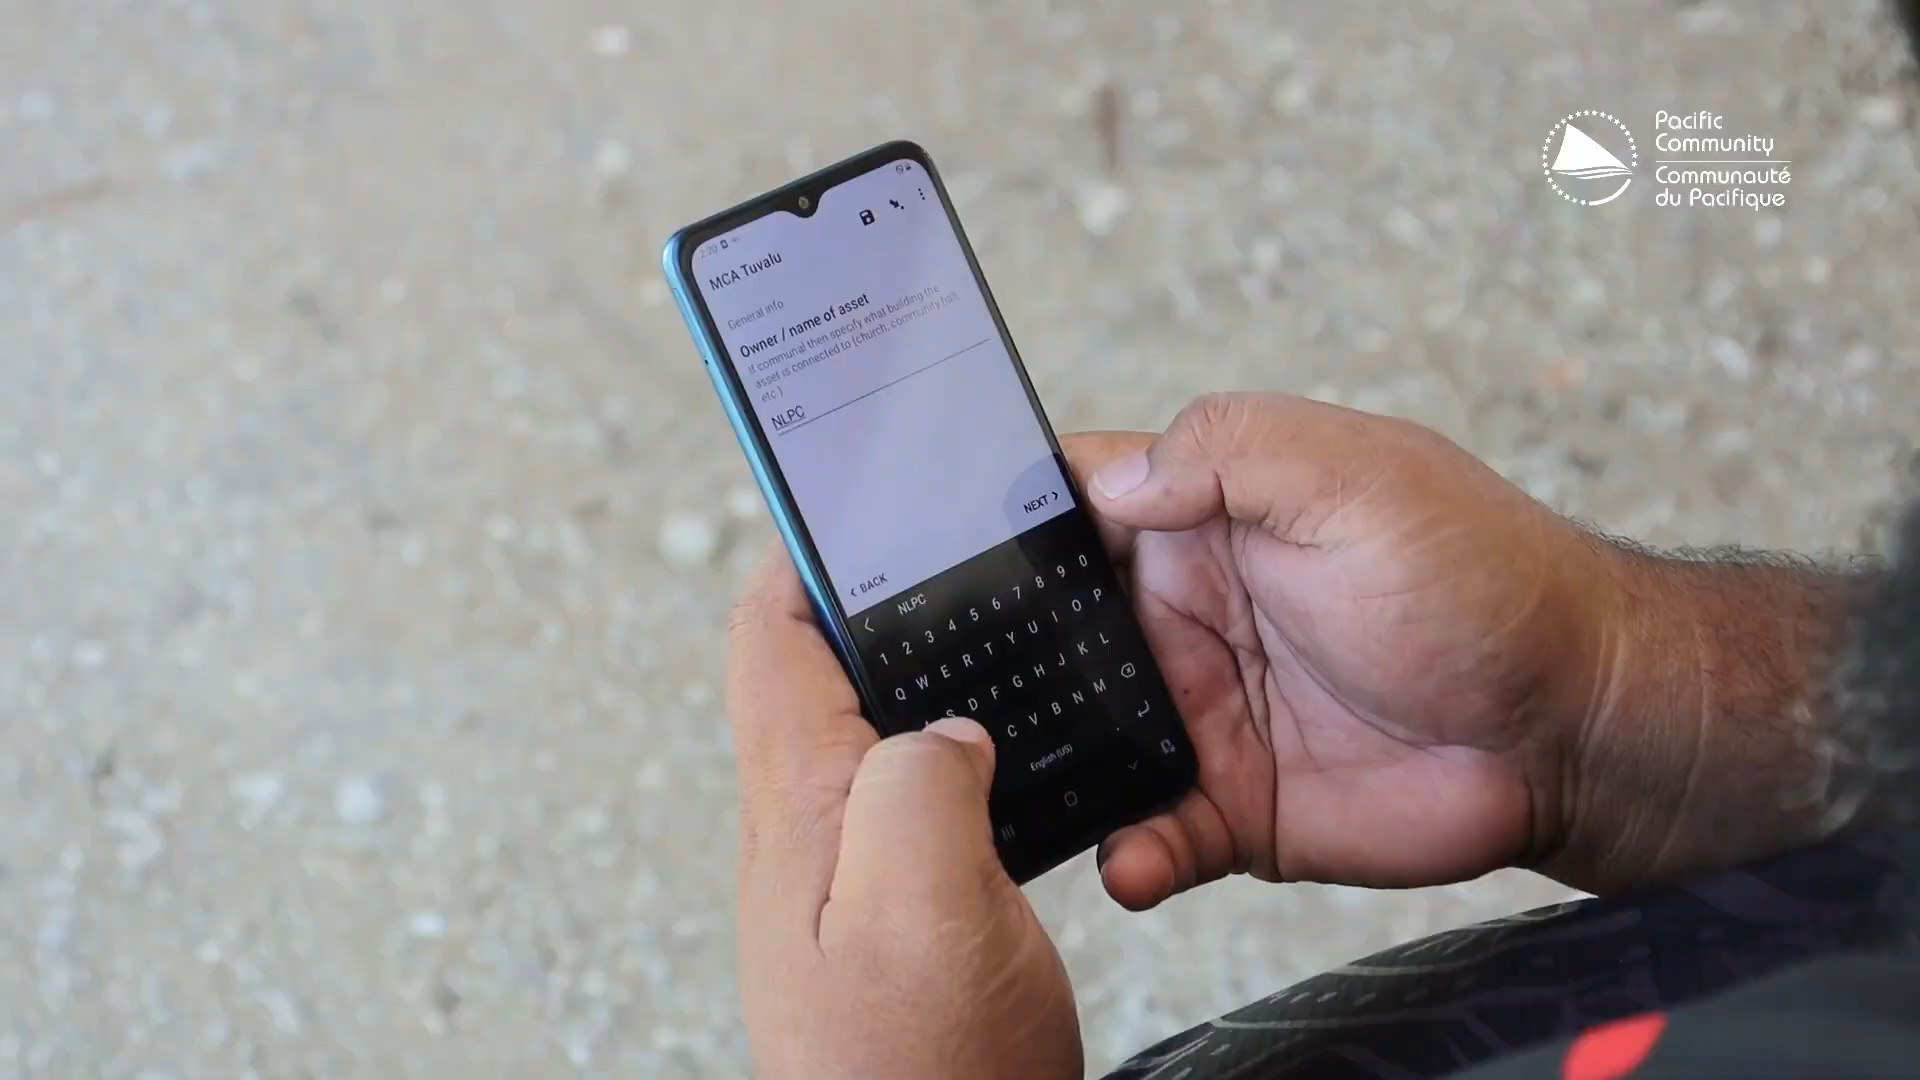 Pacific
Community
Communauté
du Pacifique
MCA Tuvalu
General info
Owner / name of asset
If communal then specify what building the
asset is connected to (church, community hall,
etc.)
NLPC
NEXT
BACK
NLPC
1 2 3 4 5 6 7 8 9 0
Q W E R T Y U I O P
S D F G H J K L
C V B N M
English (US)